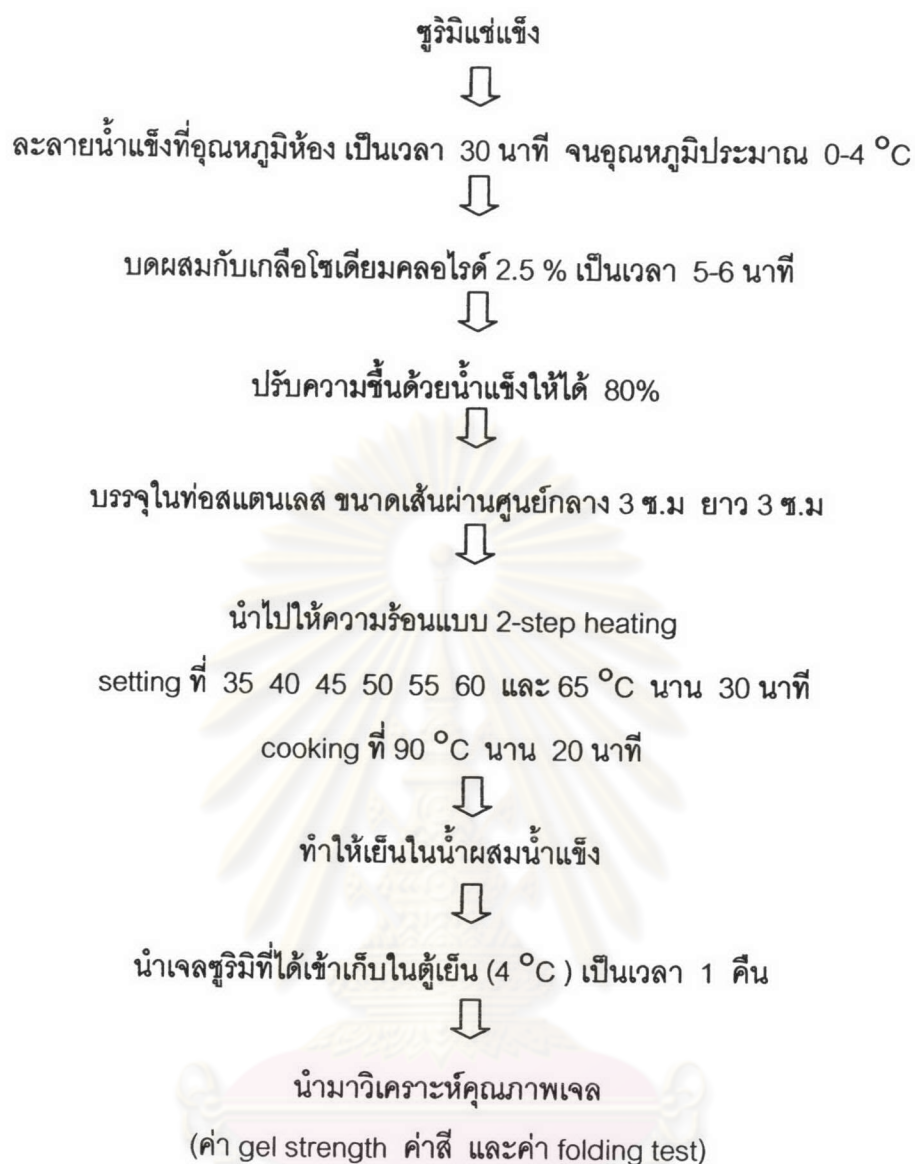 ซูริมิแช่แข็ง
ละลายน้ำแข็งที่อุณหภูมิห้อง เป็นเวลา 30 นาที จนอุณหภูมิประมาณ 0-4 °C
บดผสมกับเกลือโซเดียมคลอไรด์ 2.5 % เป็นเวลา 5-6 นาที
ปรับความชื้นด้วยน้ำแข็งให้ได้ 80%
บรรจุในท่อสแตนเลส ขนาดเส้นผ่านศูนย์กลาง 3 ซ.ม ยาว 3 ซ.ม
นำไปให้ความร้อนแบบ 2-step heating
setting ที่ 35 40 45 50 55 60 และ 65 °C นาน 30 นาที
cooking ที่ 90 °C นาน 20 นาที
ทำให้เย็นในน้ำผสมน้ำแข็ง
นำเจลซูริมิที่ได้เข้าเก็บในตู้เย็น (4 °C ) เป็นเวลา 1 คืน
นำมาวิเคราะห์คุณภาพเจล
(ค่า gel strength ค่าสี และค่า folding test)